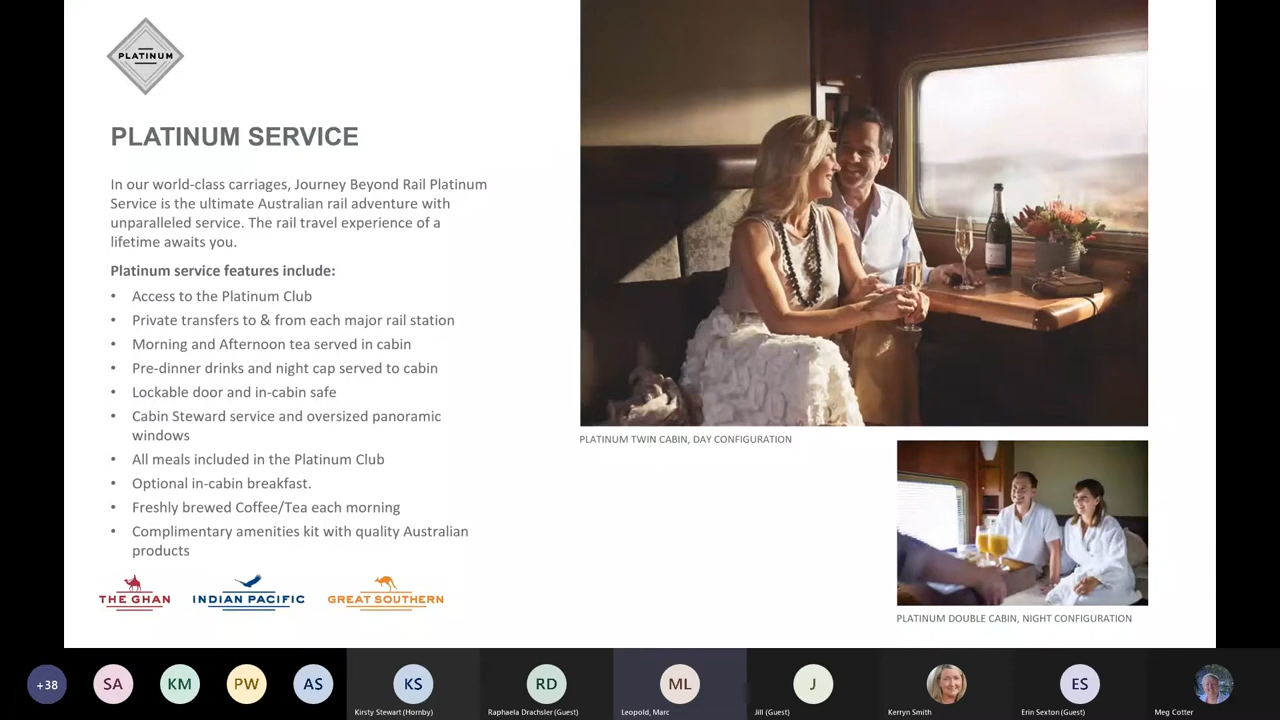 PLATINUM
PLATINUM SERVICE
In our world-class carriages, Journey Beyond Rail Platinum
Service is the ultimate Australian rail adventure with
unparalleled service. The rail travel experience of a
lifetime awaits you.
Platinum service features include:
• Access to the Platinum Club
• Private transfers to & from each major rail station
• Morning and Afternoon tea served in cabin
• Pre-dinner drinks and night cap served to cabin
• Lockable door and in-cabin safe
• Cabin Steward service and oversized panoramic
windows
• All meals included in the Platinum Club
• Optional in-cabin breakfast.
• Freshly brewed Coffee/Tea each morning
• Complimentary amenities kit with quality Australian
products
THE GHAN
INDIAN PACIFIC
GREAT SOUTHERN
PLATINUM TWIN CABIN, DAY CONFIGURATION
PLATINUM DOUBLE CABIN, NIGHT CONFIGURATION
+38
SA
KM
PW
AS
KS
Kirsty Stewart (Hornby)
RD
Raphaela Drachsler (Guest)
ML
Leopold, Marc
J
Jill (Guest)
Kerryn Smith
ES
Erin Sexton (Guest)
Meg Cotter